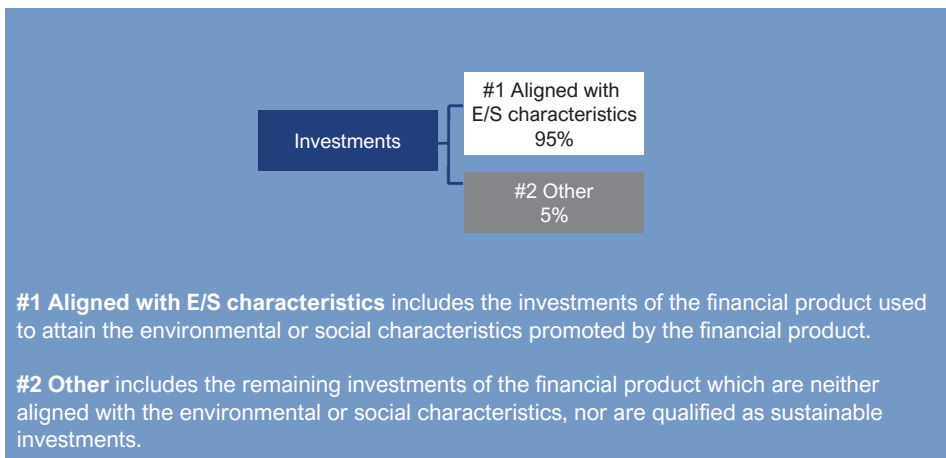 #1 Aligned with
E/S characteristics
95%
Investments
#2 Other
5%
#1 Aligned with E/S characteristics includes the investments of the financial product used
to attain the environmental or social characteristics promoted by the financial product.
#2 Other includes the remaining investments of the financial product which are neither
aligned with the environmental or social characteristics, nor are qualified as sustainable
investments.